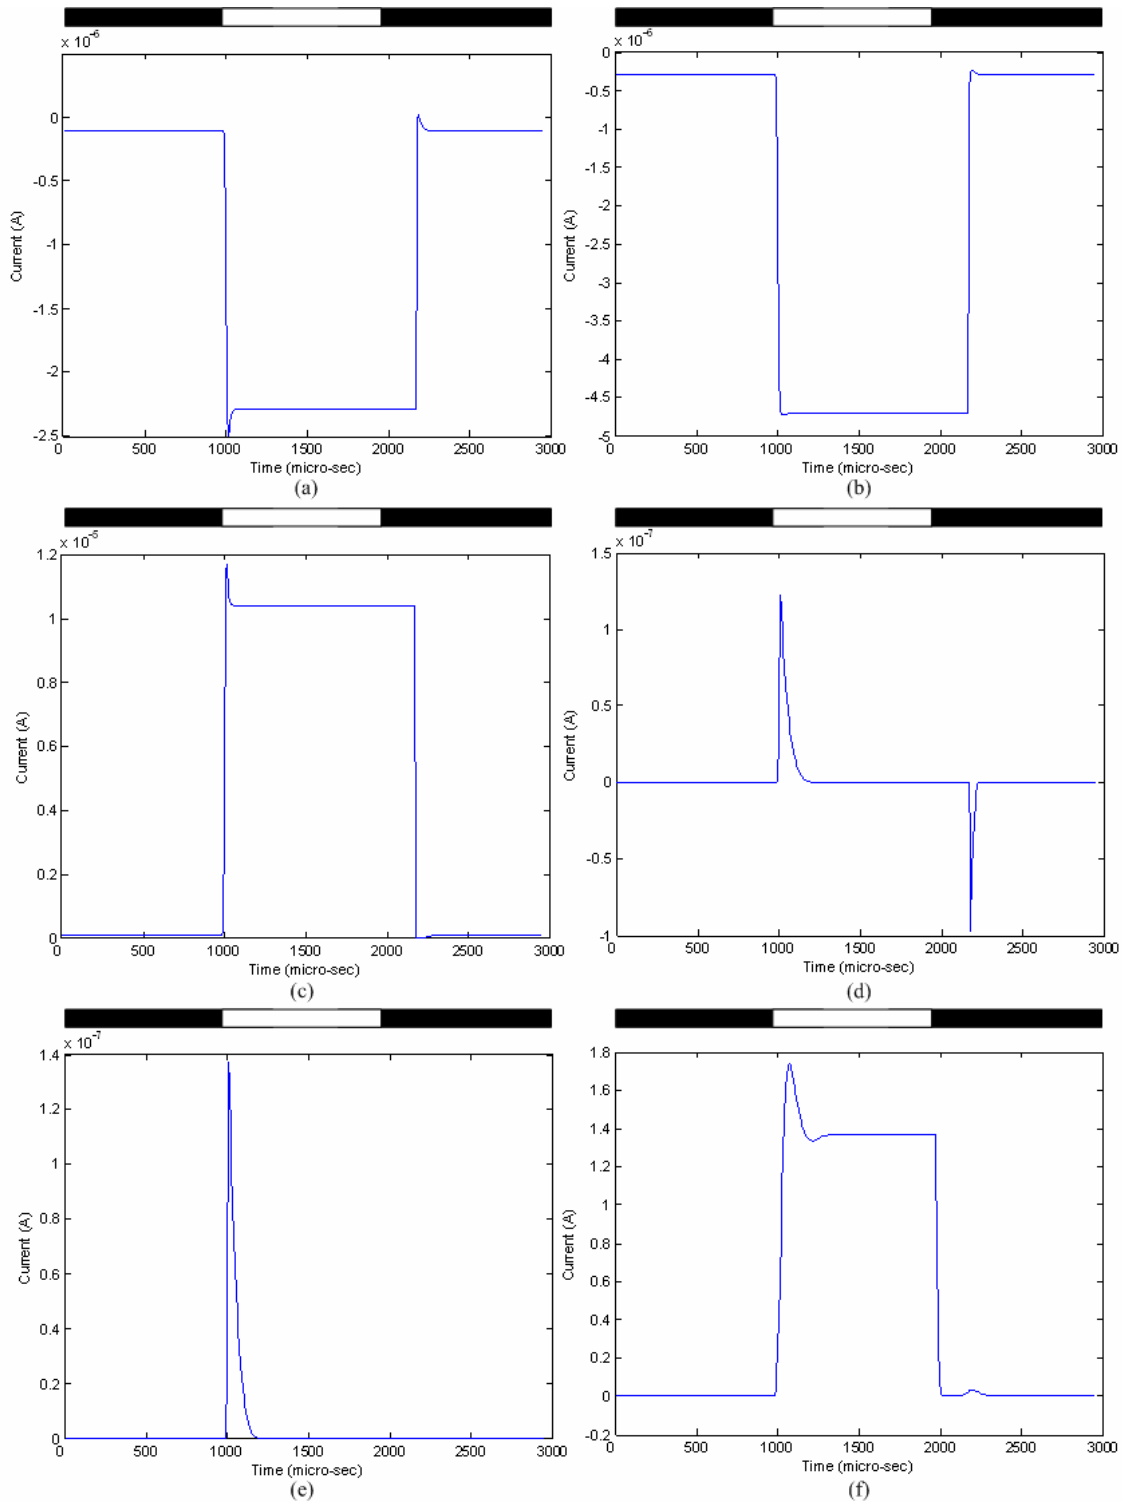 x 10-6
0
-0.5
-1
-1.5
-2
-2.5
0 500 1000 1500 2000 2500 3000
Current (A)
Time (micro-sec)
(a)
x 10-6
0
-0.5
-1
-1.5
-2
-2.5
-3
-3.5
-4
-4.5
-5
0 500 1000 1500 2000 2500 3000
Current (A)
Time (micro-sec)
(b)
x 10-5
1.2
1
0.8
0.6
0.4
0.2
0
0 500 1000 1500 2000 2500 3000
Current (A)
Time (micro-sec)
(c)
x 10-7
1.5
1
0.5
0
-0.5
-1
0 500 1000 1500 2000 2500 3000
Current (A)
Time (micro-sec)
(d)
x 10-7
1.4
1.2
1
0.8
0.6
0.4
0.2
0
0 500 1000 1500 2000 2500 3000
Current (A)
Time (micro-sec)
(e)
1.8
1.6
1.4
1.2
1
0.8
0.6
0.4
0.2
0
-0.2
0 500 1000 1500 2000 2500 3000
Current (A)
Time (micro-sec)
(f)